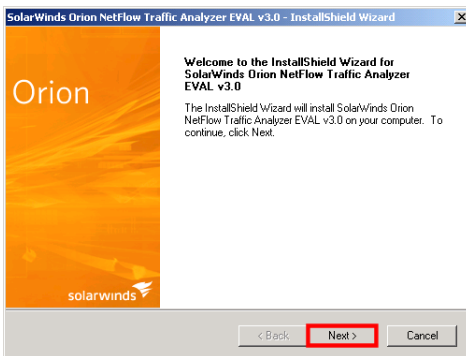 SolarWinds Orion NetFlow Traffic Analyzer EVAL v3.0 - InstallShield Wizard
Orion
Welcome to the InstallShield Wizard for
SolarWinds Orion NetFlow Traffic Analyzer
EVAL v3.0
The InstallShield Wizard will install SolarWinds Orion
NetFlow Traffic Analyzer EVAL v3.0 on your computer. To
continue, click Next.
solarwinds
< Back
Next >
Cancel